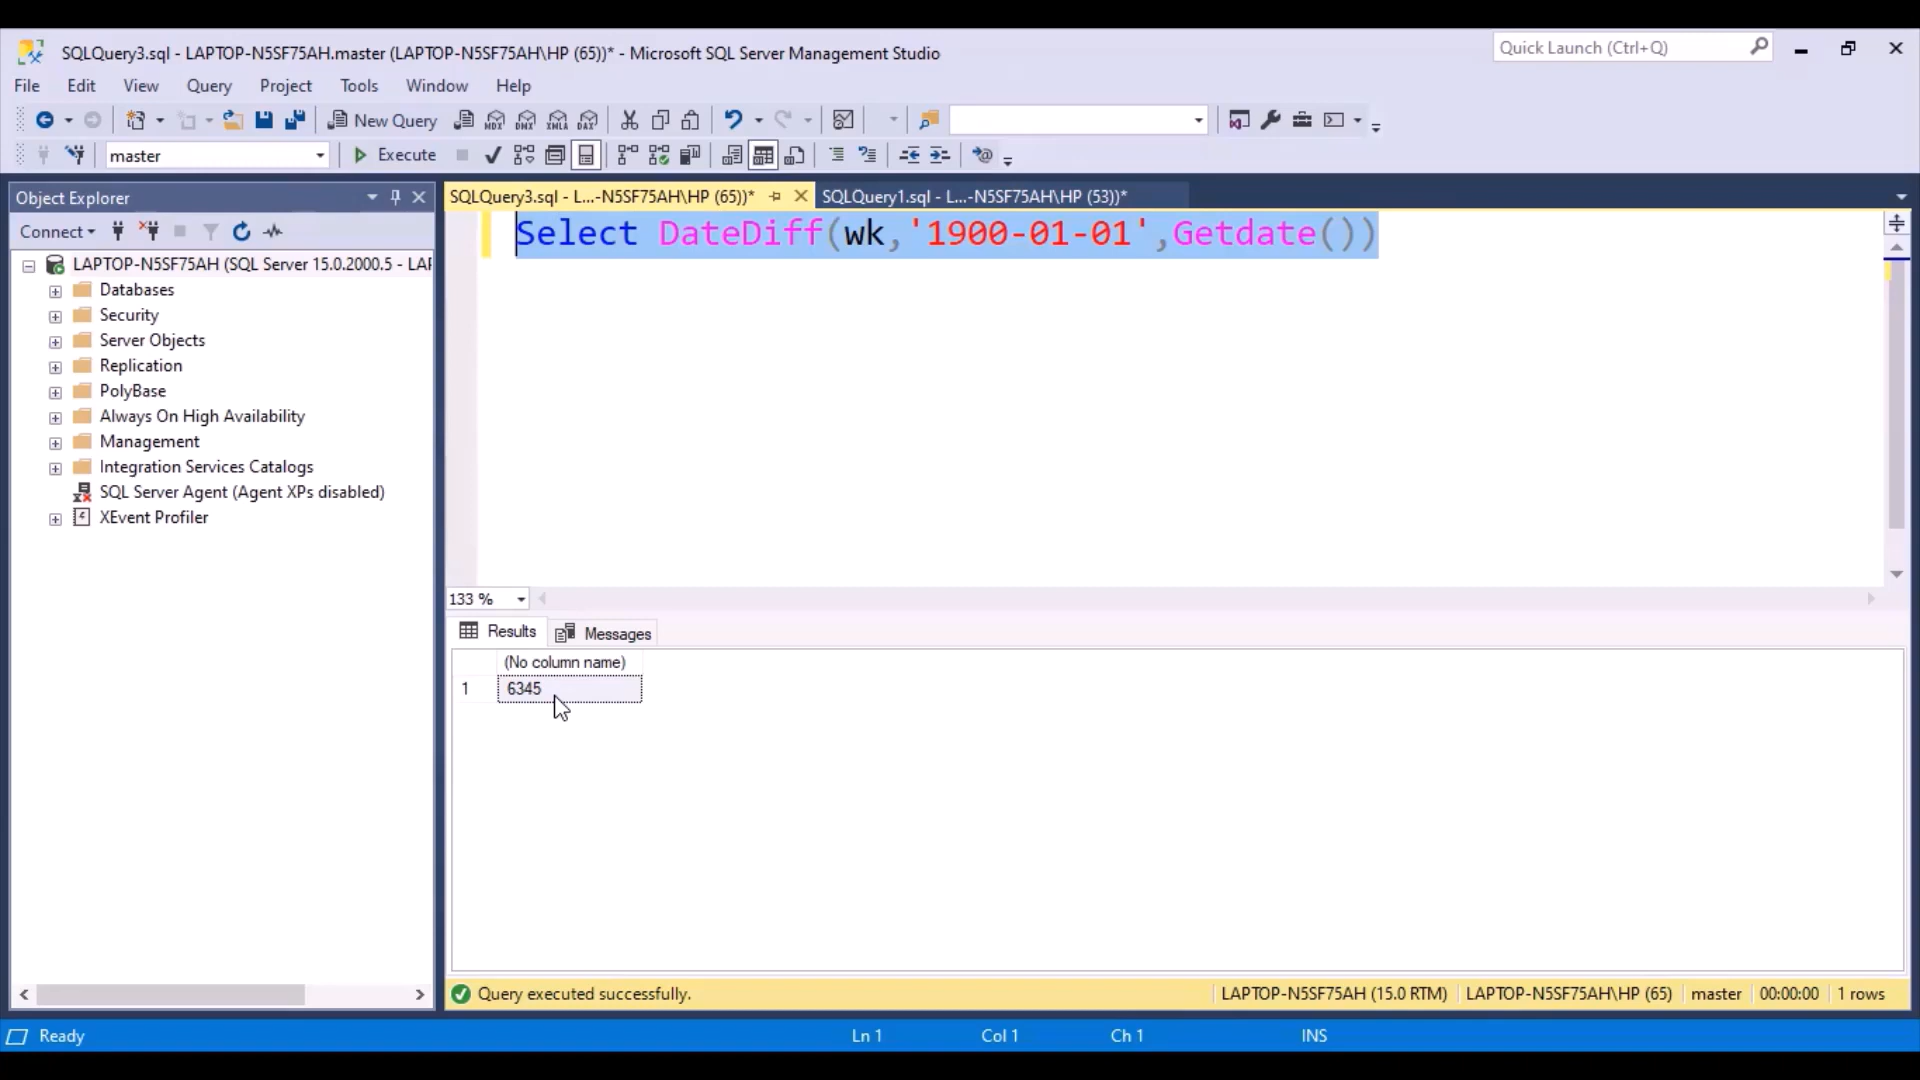 SQLQuery3.sql - LAPTOP-N5SF75AH.master (LAPTOP-N5SF75AH\HP (65))* - Microsoft SQL Server Management Studio
Quick Launch (Ctrl+Q)
File Edit View Query Project Tools Window Help
New Query
MDX DMX XMLA DAX
master Execute
Object Explorer
SQLQuery3.sql - L...-N5SF75AH\HP (65))* SQLQuery1.sql - L...-N5SF75AH\HP (53))*
Connect
Select DateDiff(wk,'1900-01-01',Getdate())
LAPTOP-N5SF75AH (SQL Server 15.0.2000.5 - LAP
Databases
Security
Server Objects
Replication
PolyBase
Always On High Availability
Management
Integration Services Catalogs
SQL Server Agent (Agent XPs disabled)
XEvent Profiler
133 %
Results Messages
(No column name)
1 6345
Query executed successfully. LAPTOP-N5SF75AH (15.0 RTM) LAPTOP-N5SF75AH\HP (65) master 00:00:00 1 rows
Ready Ln 1 Col 1 Ch 1 INS